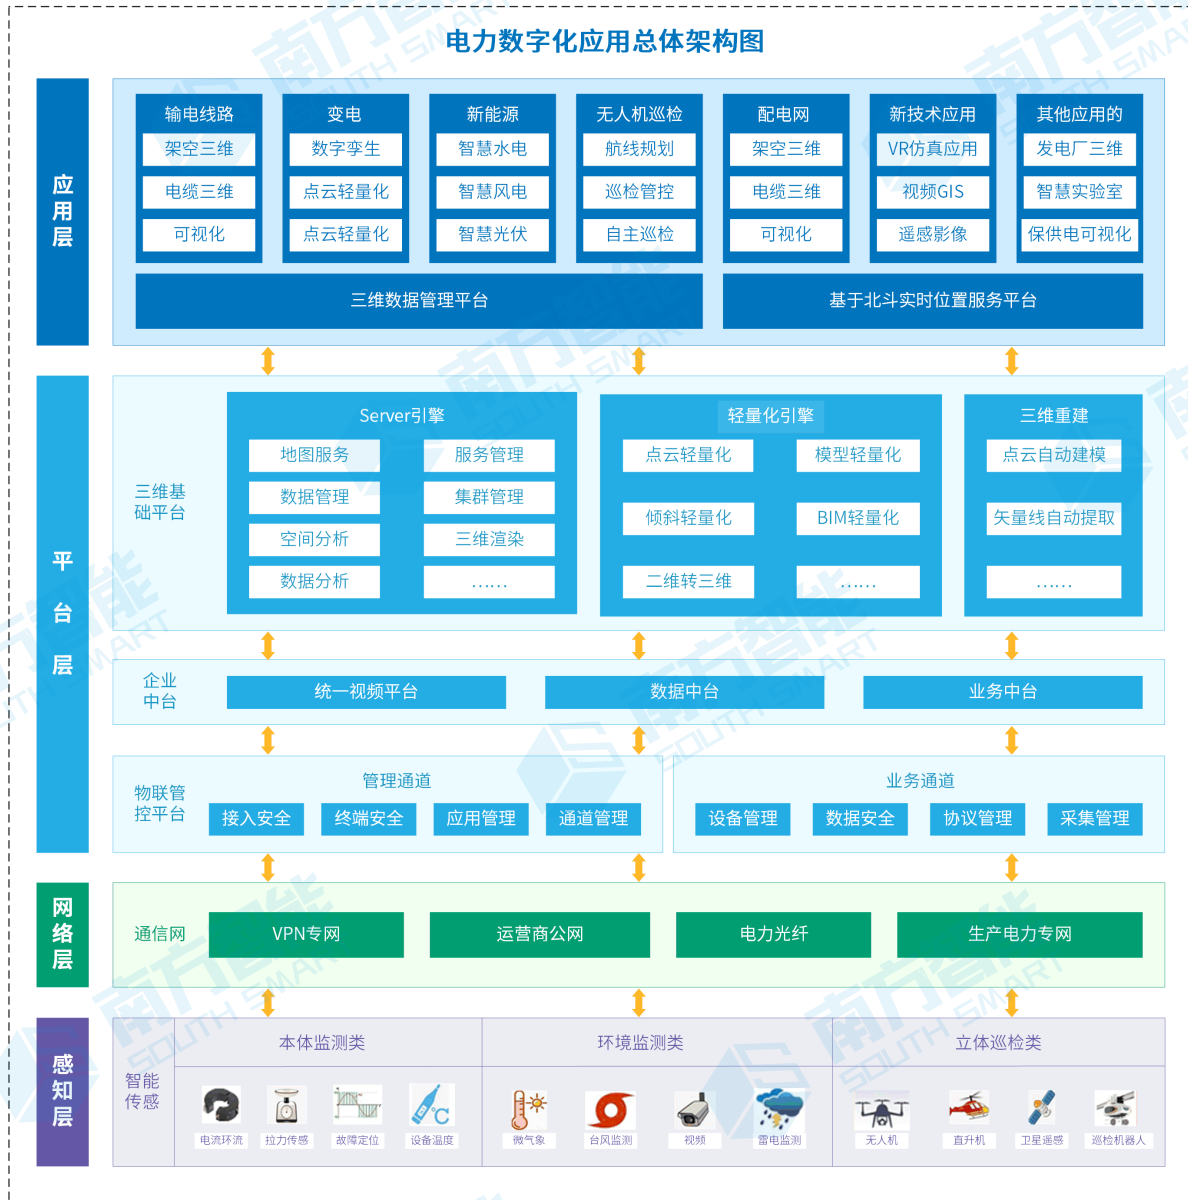 电力数字化应用总体架构图
应用层
输电线路
架空三维
电缆三维
可视化
变电
数字孪生
点云轻量化
点云轻量化
新能源
智慧水电
智慧风电
智慧光伏
无人机巡检
航线规划
巡检管控
自主巡检
配电网
架空三维
电缆三维
可视化
新技术应用
VR仿真应用
视频GIS
遥感影像
其他应用的
发电厂三维
智慧实验室
保供电可视化
三维数据管理平台
基于北斗实时位置服务平台
平台层
三维基
础平台
Server引擎
地图服务
服务管理
数据管理
集群管理
空间分析
三维渲染
数据分析
……
轻量化引擎
点云轻量化
模型轻量化
倾斜轻量化
BIM轻量化
二维转三维
……
三维重建
点云自动建模
矢量线自动提取
……
企业
中台
统一视频平台
数据中台
业务中台
物联管
控平台
管理通道
接入安全
终端安全
应用管理
通道管理
业务通道
设备管理
数据安全
协议管理
采集管理
网络层
通信网
VPN专网
运营商公网
电力光纤
生产电力专网
感知层
智能
传感
本体监测类
电流环流
拉力传感
故障定位
℃
设备温度
环境监测类
微气象
台风监测
视频
雷电监测
立体巡检类
无人机
直升机
卫星遥感
巡检机器人
南方智能
SOUTH SMART